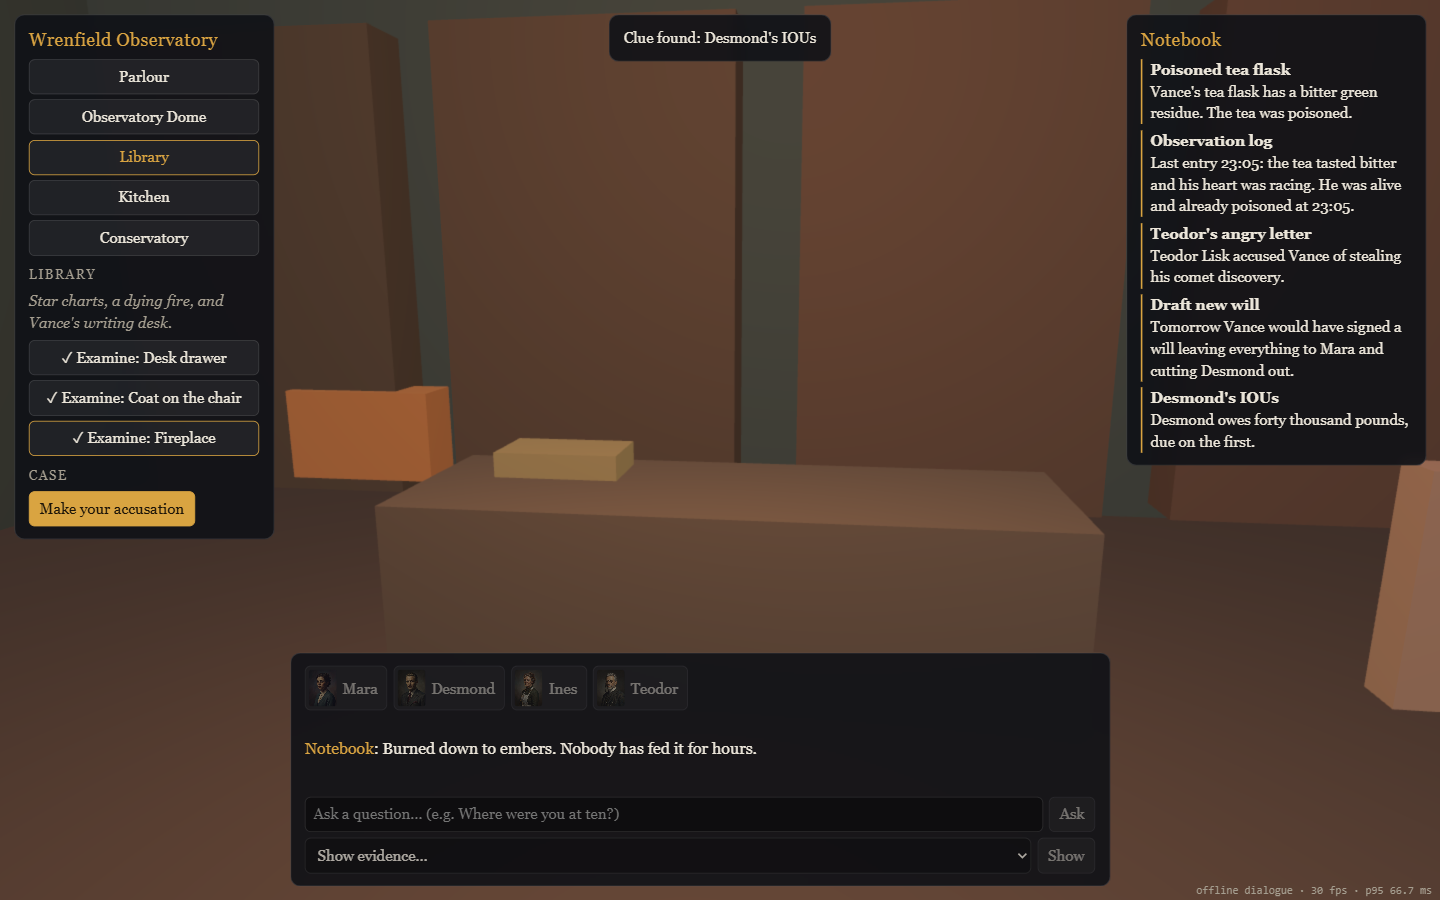 Wrenfield Observatory
Parlour
Observatory Dome
Library
Kitchen
Conservatory
LIBRARY
Star charts, a dying fire, and
Vance's writing desk.
✓ Examine: Desk drawer
✓ Examine: Coat on the chair
✓ Examine: Fireplace
CASE
Make your accusation
Clue found: Desmond's IOUs
Notebook
Poisoned tea flask
Vance's tea flask has a bitter green
residue. The tea was poisoned.
Observation log
Last entry 23:05: the tea tasted bitter
and his heart was racing. He was alive
and already poisoned at 23:05.
Teodor's angry letter
Teodor Lisk accused Vance of stealing
his comet discovery.
Draft new will
Tomorrow Vance would have signed a
will leaving everything to Mara and
cutting Desmond out.
Desmond's IOUs
Desmond owes forty thousand pounds,
due on the first.
Mara
Desmond
Ines
Teodor
Notebook: Burned down to embers. Nobody has fed it for hours.
Ask a question... (e.g. Where were you at ten?)
Ask
Show evidence...
Show
offline dialogue · 30 fps · p95 66.7 ms